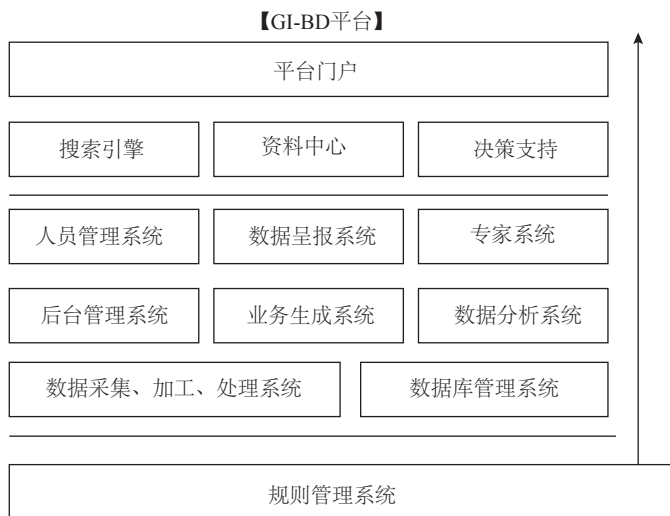 【GI-BD平台】
平台门户
搜索引擎 资料中心 决策支持
人员管理系统 数据呈报系统 专家系统
后台管理系统 业务生成系统 数据分析系统
数据采集、加工、处理系统 数据库管理系统
规则管理系统